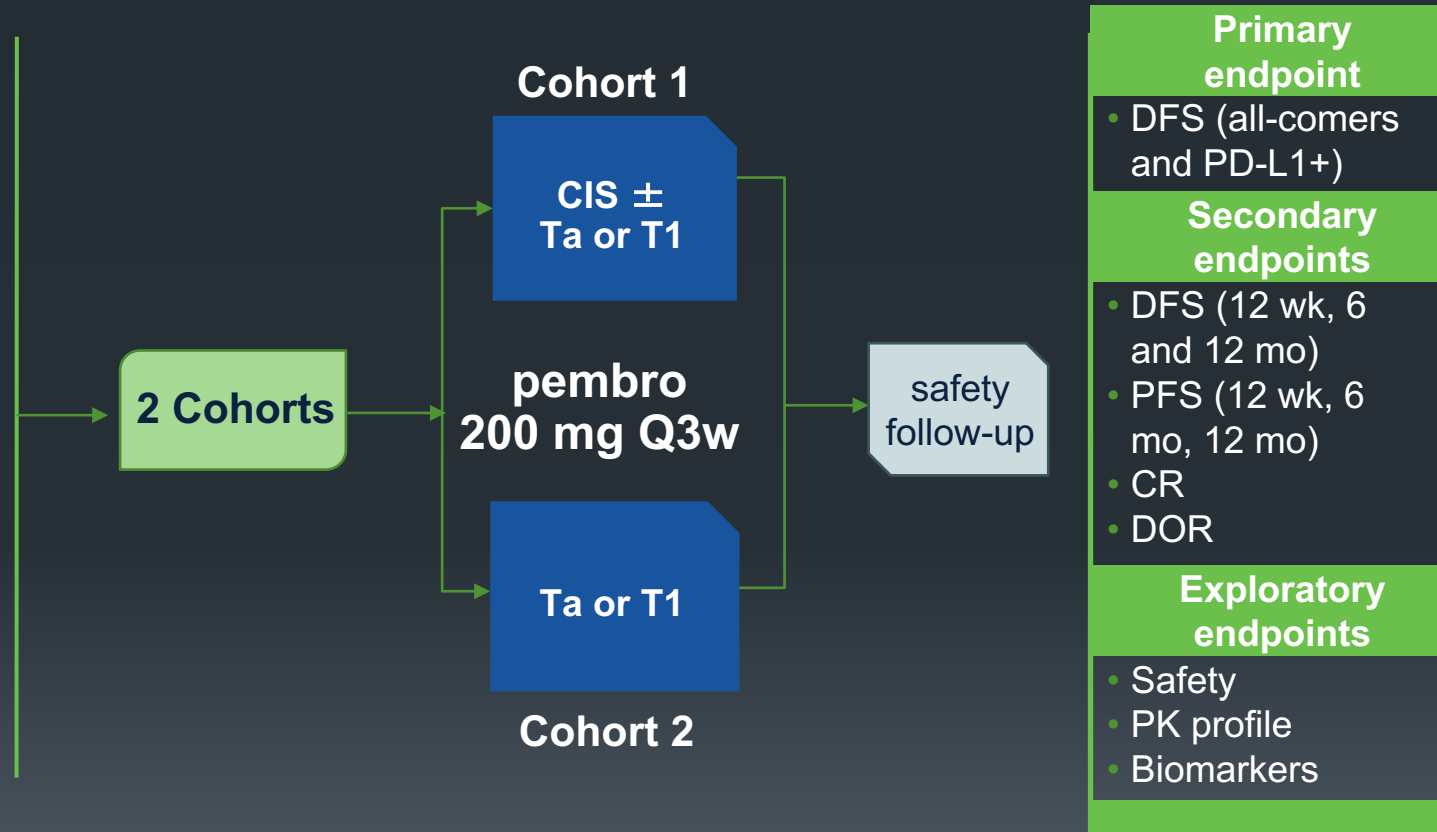 Cohort 1
CIS ±
Ta or T1
2 Cohorts
pembro
200 mg Q3w
safety
follow-up
Ta or T1
Cohort 2
Primary
endpoint
• DFS (all-comers
and PD-L1+)
Secondary
endpoints
• DFS (12 wk, 6
and 12 mo)
• PFS (12 wk, 6
mo, 12 mo)
• CR
• DOR
Exploratory
endpoints
• Safety
• PK profile
• Biomarkers